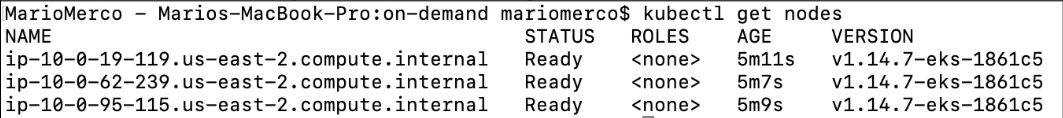 MarioMerco - Marios-MacBook-Pro:on-demand mariomerco$ kubectl get nodes
NAME STATUS ROLES AGE VERSION
ip-10-0-19-119.us-east-2.compute.internal Ready <none> 5m11s v1.14.7-eks-1861c5
ip-10-0-62-239.us-east-2.compute.internal Ready <none> 5m7s v1.14.7-eks-1861c5
ip-10-0-95-115.us-east-2.compute.internal Ready <none> 5m9s v1.14.7-eks-1861c5